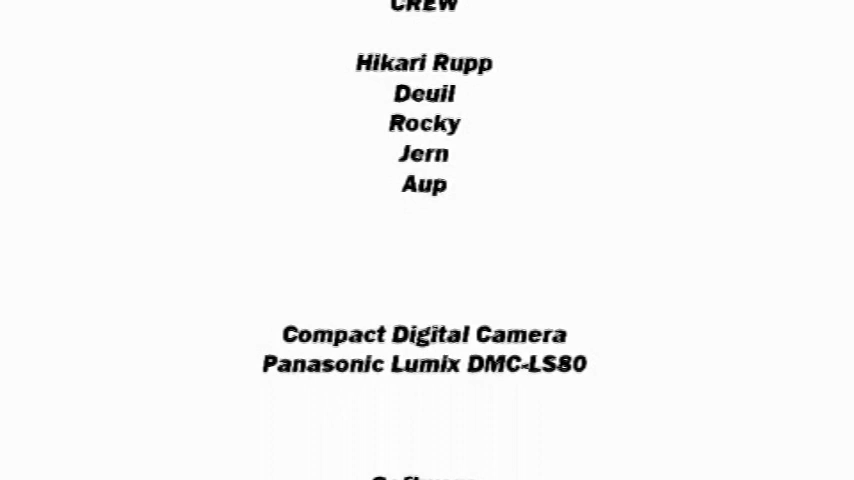 CREW
Hikari Rupp
Deuil
Rocky
Jern
Aup
Compact Digital Camera
Panasonic Lumix DMC-LS80